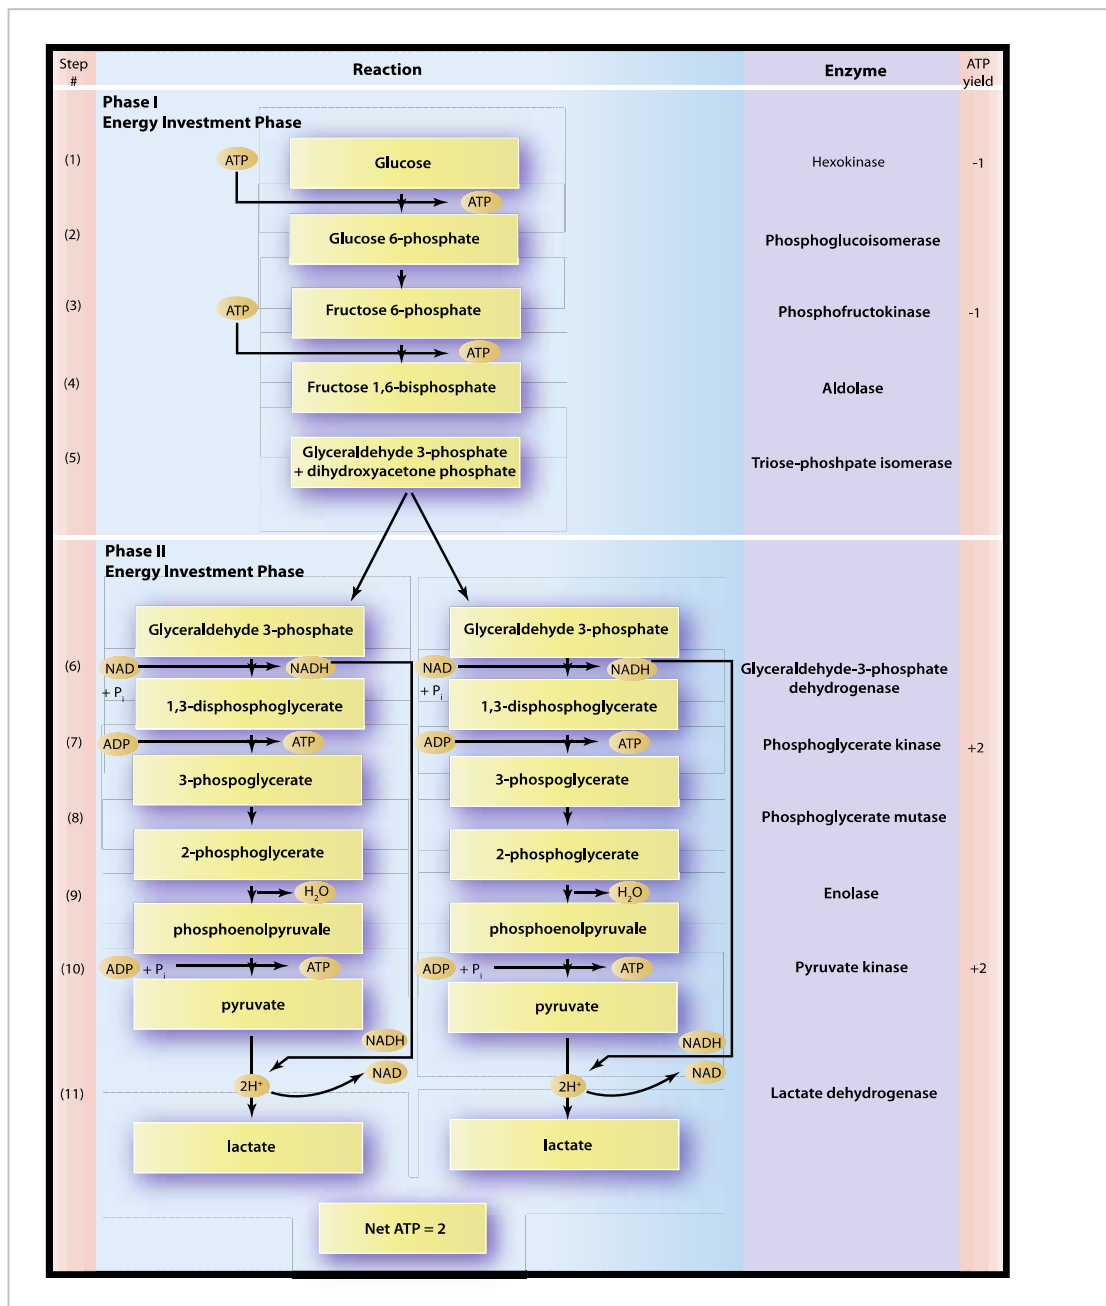 Step
#
Reaction
Enzyme
ATP
yield
Phase I
Energy Investment Phase
(1)
ATP
Glucose
Hexokinase
-1
ATP
(2)
Glucose 6-phosphate
Phosphoglucoisomerase
(3)
ATP
Fructose 6-phosphate
Phosphofructokinase
-1
ATP
(4)
Fructose 1,6-bisphosphate
Aldolase
(5)
Glyceraldehyde 3-phosphate
+ dihydroxyacetone phosphate
Triose-phoshpate isomerase
Phase II
Energy Investment Phase
Glyceraldehyde 3-phosphate
Glyceraldehyde 3-phosphate
(6)
NAD
NADH
NAD
NADH
Glyceraldehyde-3-phosphate
dehydrogenase
+ Pi
+ Pi
1,3-disphosphoglycerate
1,3-disphosphoglycerate
(7)
ADP
ATP
ADP
ATP
Phosphoglycerate kinase
+2
3-phospoglycerate
3-phospoglycerate
(8)
Phosphoglycerate mutase
2-phosphoglycerate
2-phosphoglycerate
(9)
H2O
H2O
Enolase
phosphoenolpyruvale
phosphoenolpyruvale
(10)
ADP + Pi
ATP
ADP + Pi
ATP
Pyruvate kinase
+2
pyruvate
pyruvate
NADH
NADH
NAD
NAD
(11)
2H+
2H+
Lactate dehydrogenase
lactate
lactate
Net ATP = 2